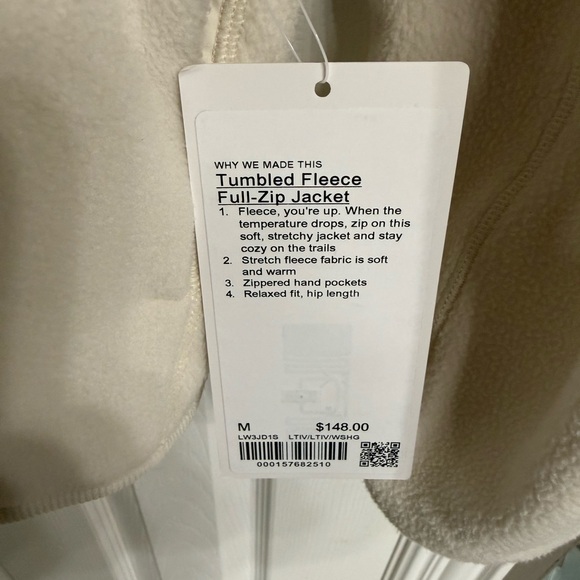 WHY WE MADE THIS
Tumbled Fleece
Full-Zip Jacket
1. Fleece, you're up. When the
temperature drops, zip on this
soft, stretchy jacket and stay
cozy on the trails
2. Stretch fleece fabric is soft
and warm
3. Zippered hand pockets
4. Relaxed fit, hip length
M $148.00
LW3JD1S LTIV/LTIV/WSHG
000157682510